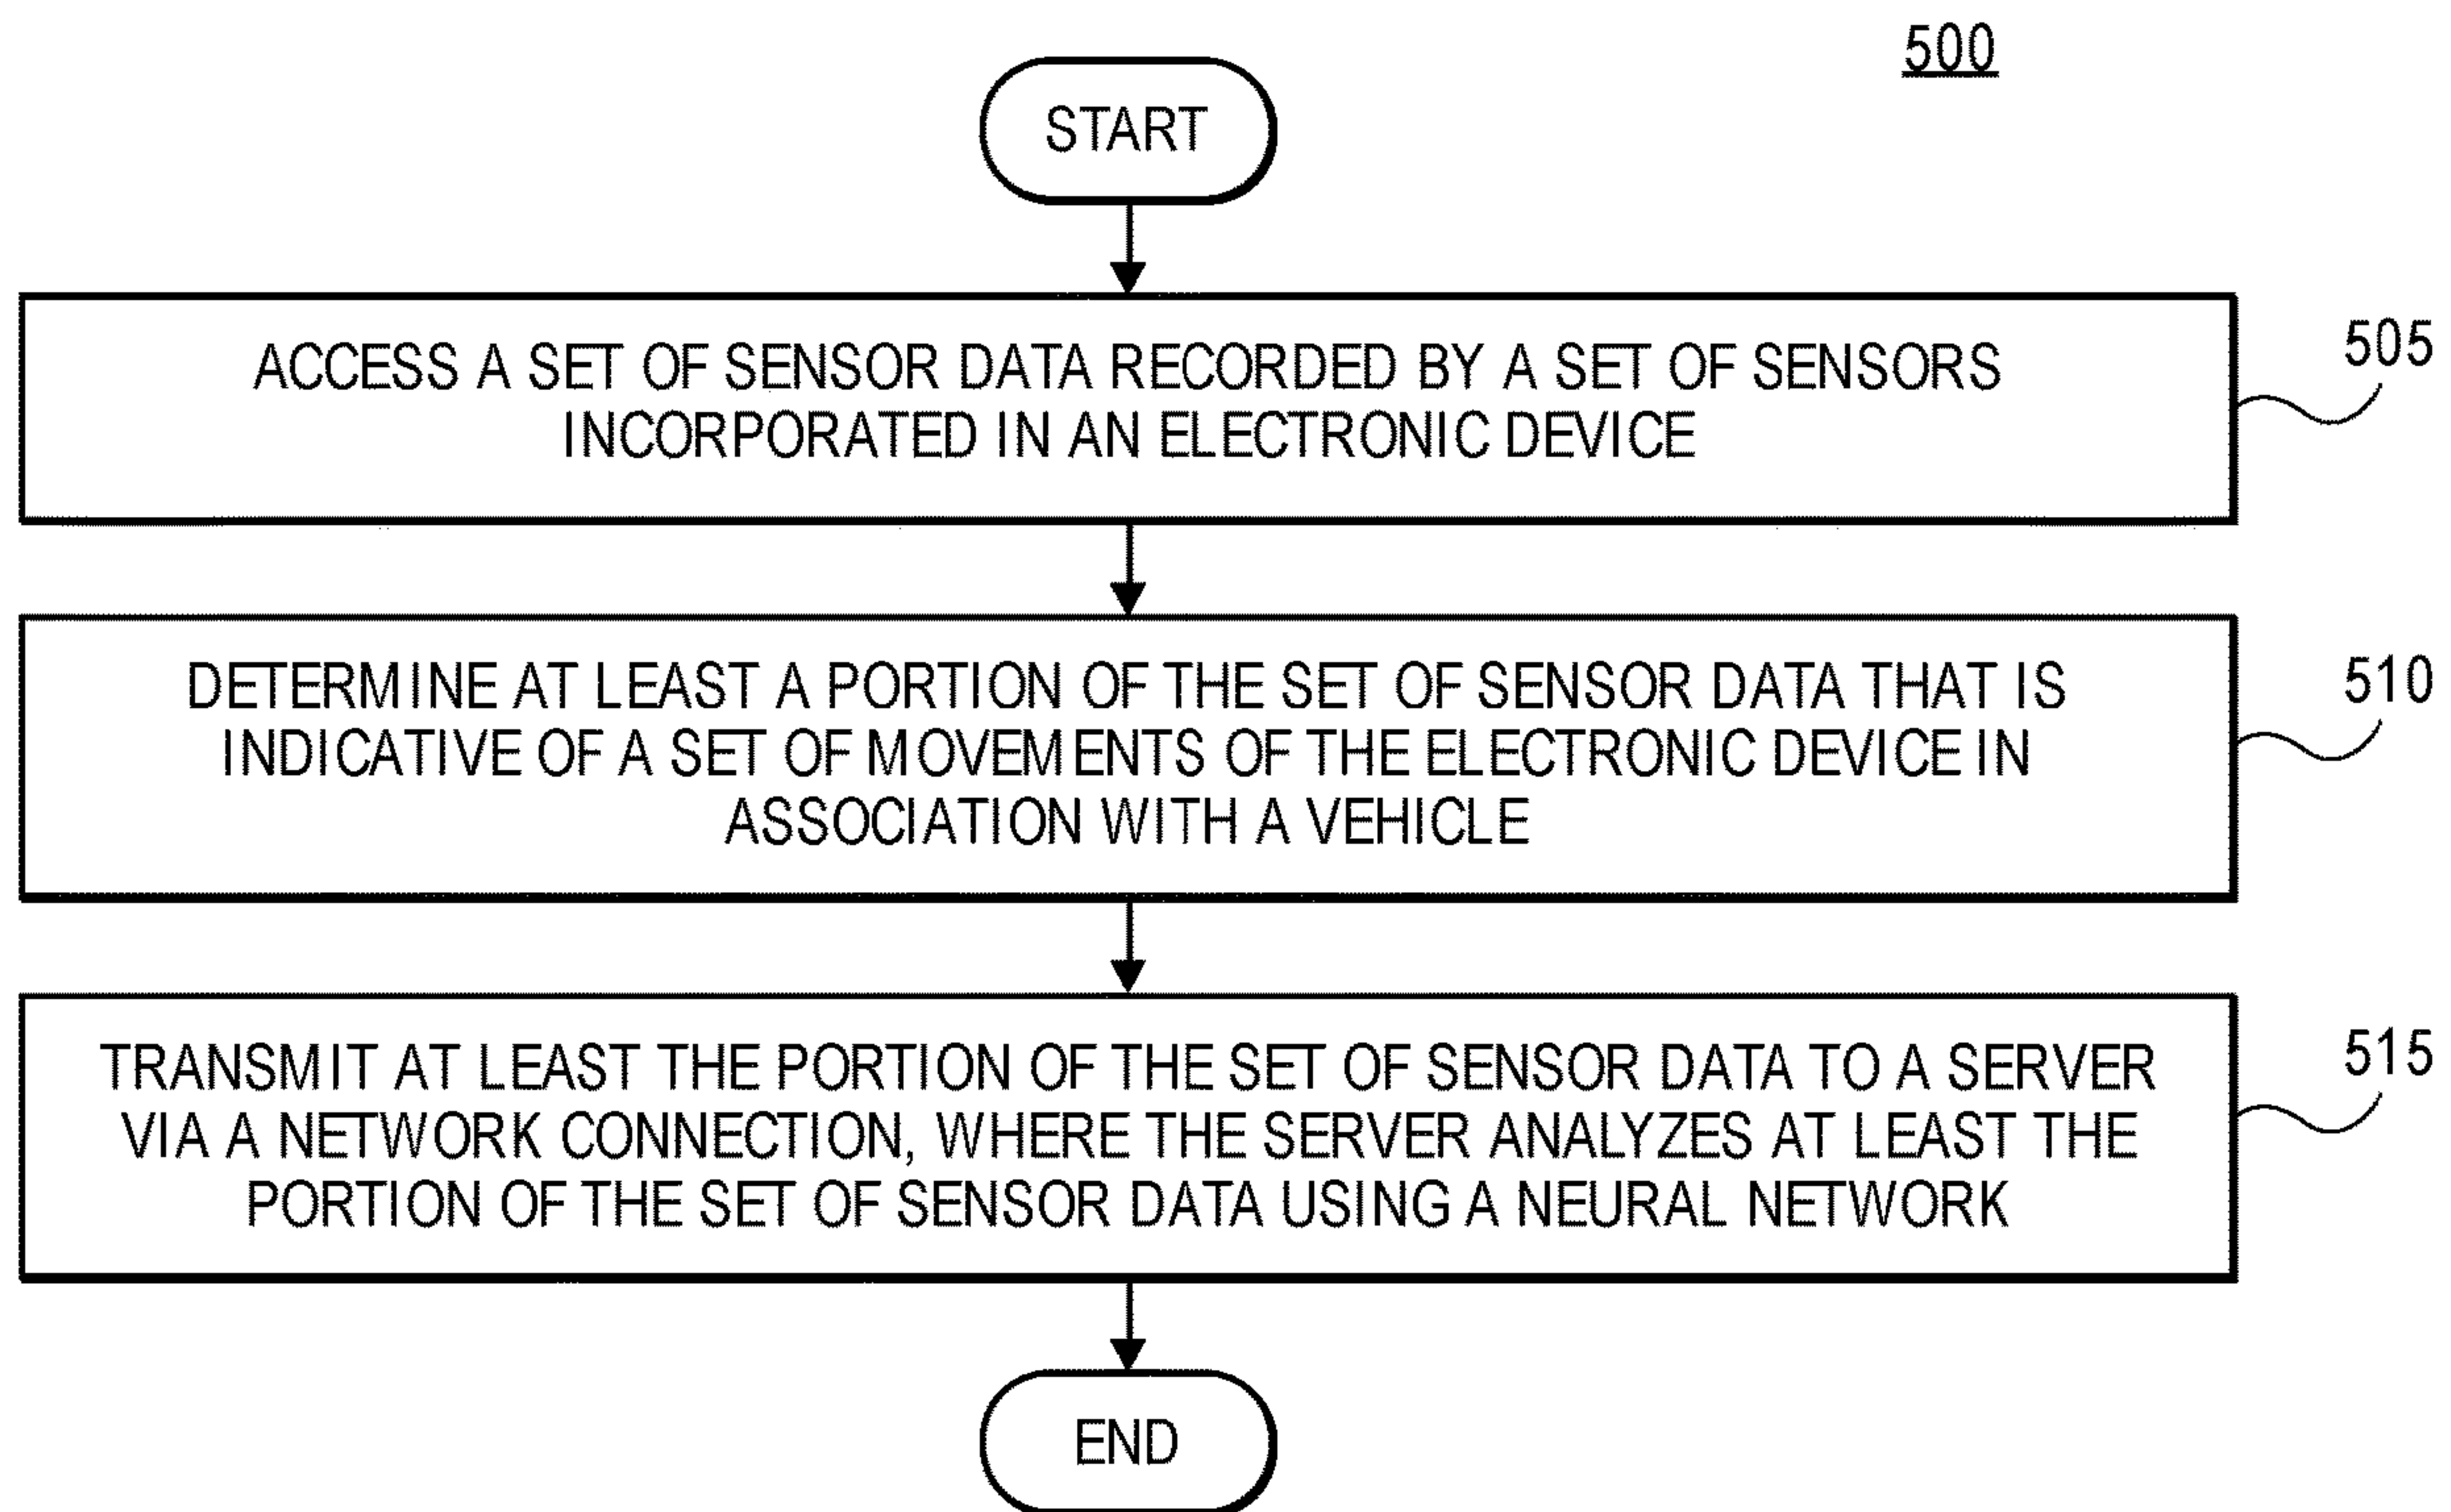 500
START
ACCESS A SET OF SENSOR DATA RECORDED BY A SET OF SENSORS
INCORPORATED IN AN ELECTRONIC DEVICE
505
DETERMINE AT LEAST A PORTION OF THE SET OF SENSOR DATA THAT IS
INDICATIVE OF A SET OF MOVEMENTS OF THE ELECTRONIC DEVICE IN
ASSOCIATION WITH A VEHICLE
510
TRANSMIT AT LEAST THE PORTION OF THE SET OF SENSOR DATA TO A SERVER
VIA A NETWORK CONNECTION, WHERE THE SERVER ANALYZES AT LEAST THE
PORTION OF THE SET OF SENSOR DATA USING A NEURAL NETWORK
515
END